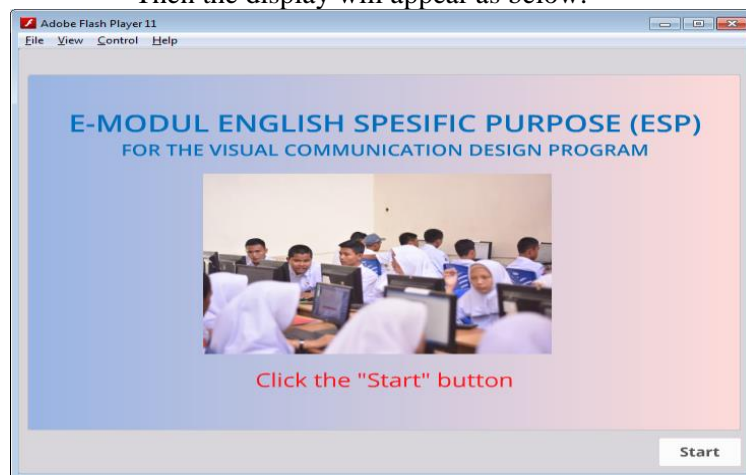 Then the display will appear as below:
Adobe Flash Player 11
File View Control Help
E-MODUL ENGLISH SPESIFIC PURPOSE (ESP)
FOR THE VISUAL COMMUNICATION DESIGN PROGRAM
Click the "Start" button
Start